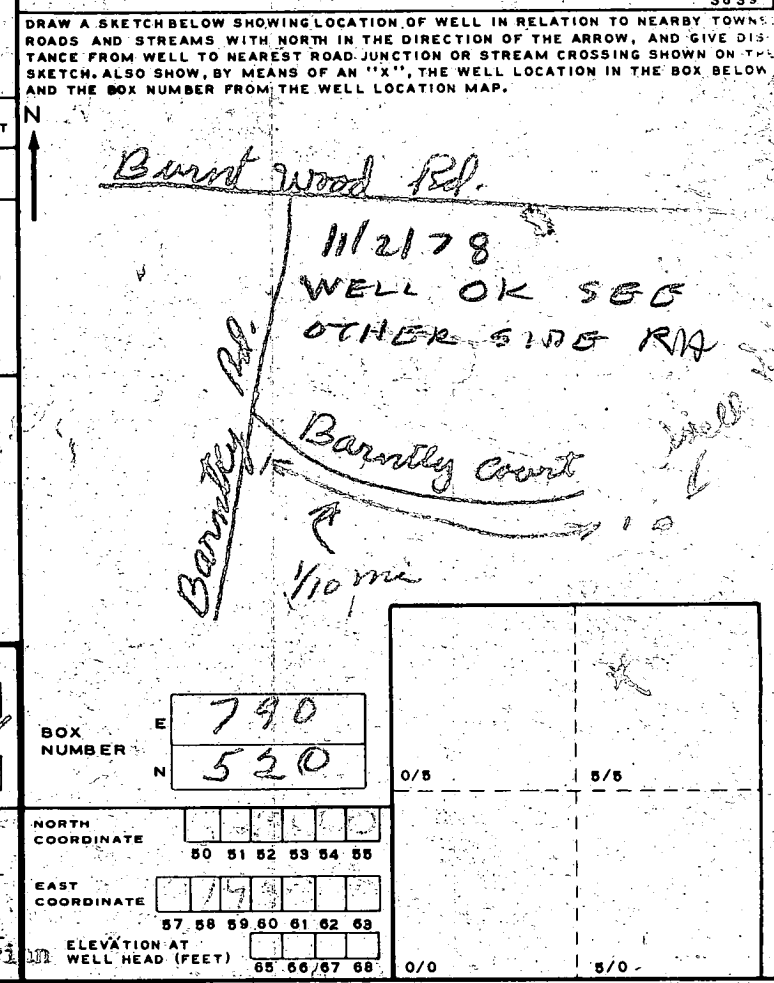 DRAW A SKETCH BELOW SHOWING LOCATION OF WELL IN RELATION TO NEARBY TOWNS
ROADS AND STREAMS WITH NORTH IN THE DIRECTION OF THE ARROW, AND GIVE DIS-
TANCE FROM WELL TO NEAREST ROAD JUNCTION OR STREAM CROSSING SHOWN ON THE
SKETCH. ALSO SHOW, BY MEANS OF AN "X", THE WELL LOCATION IN THE BOX BELOW
AND THE BOX NUMBER FROM THE WELL LOCATION MAP.
N
Burnt Wood Rd.
11/2/78
WELL OK SEE
OTHER SIDE
Barntly Rd.
Barntly Court
well
1/10 mi
BOX NUMBER
E 790
N 520
0/5 5/5
NORTH COORDINATE
50 51 52 53 54 55
EAST COORDINATE
57 58 59 60 61 62 63
ELEVATION AT WELL HEAD (FEET)
65 66 67 68
0/0 5/0